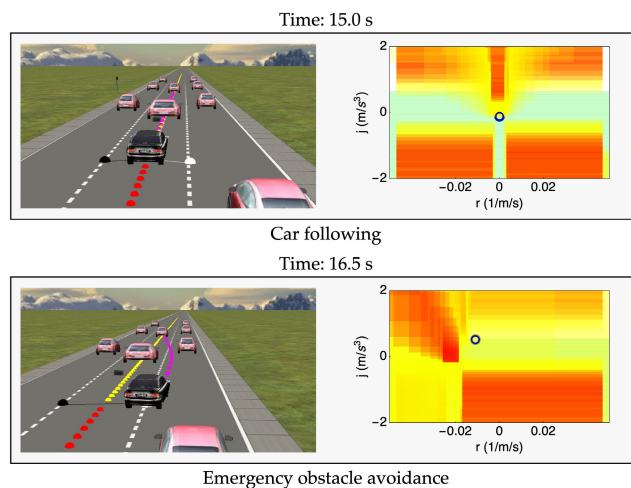 Time: 15.0 s
2
j (m/s³)
0
−2
−0.02 0 0.02
r (1/m/s)
Car following
Time: 16.5 s
2
j (m/s³)
0
−2
−0.02 0 0.02
r (1/m/s)
Emergency obstacle avoidance